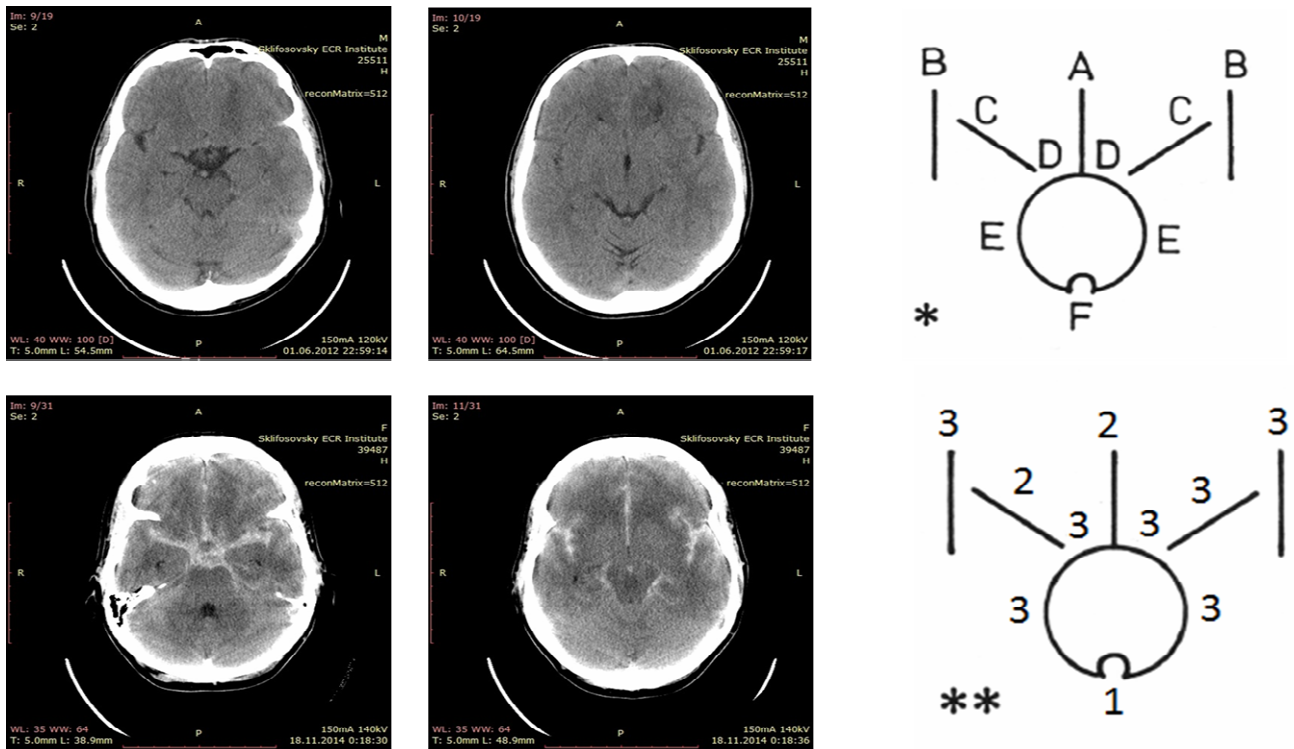 Im: 9/19
Se: 2
A
M
Sklifosovsky ECR Institute
25511
H
reconMatrix=512
R
L
WL: 40 WW: 100 [D]
T: 5.0mm L: 54.5mm
P
150mA 120kV
01.06.2012 22:59:14
Im: 10/19
Se: 2
A
M
Sklifosovsky ECR Institute
25511
H
reconMatrix=512
R
L
WL: 40 WW: 100 [D]
T: 5.0mm L: 64.5mm
P
150mA 120kV
01.06.2012 22:59:17
B A B
C C
D D
E E
*
F
Im: 9/31
Se: 2
A
F
Sklifosovsky ECR Institute
39487
H
reconMatrix=512
R
L
WL: 35 WW: 64
T: 5.0mm L: 38.9mm
P
150mA 140kV
18.11.2014 0:18:30
Im: 11/31
Se: 2
A
F
Sklifosovsky ECR Institute
39487
H
reconMatrix=512
R
L
WL: 35 WW: 64
T: 5.0mm L: 48.9mm
P
150mA 140kV
18.11.2014 0:18:36
3 2 3
2 3
3 3
3 3
**
1